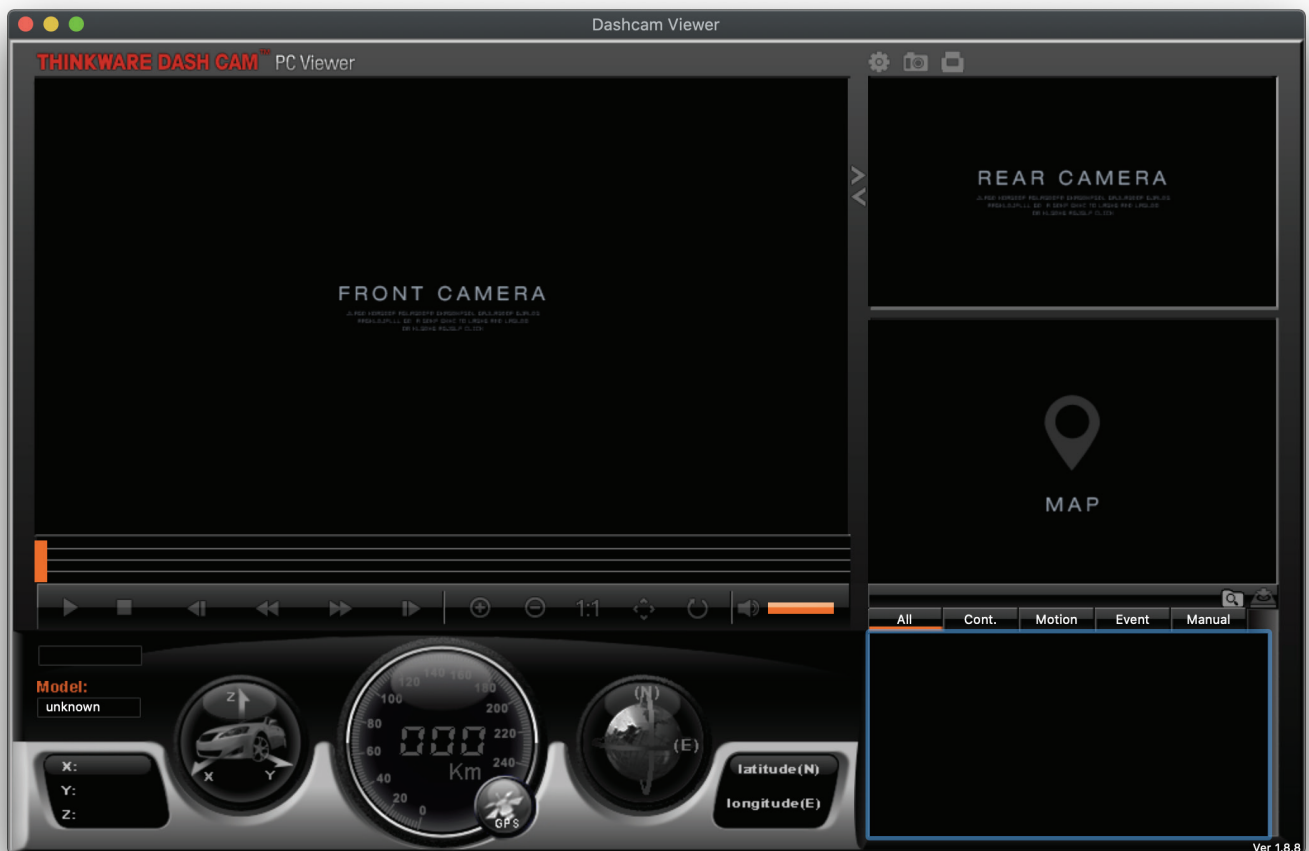 Dashcam Viewer
THINKWARE DASH CAM™ PC Viewer
FRONT CAMERA
REAR CAMERA
MAP
1:1
All Cont. Motion Event Manual
Model:
unknown
Z
X Y
X:
Y:
Z:
0 20 40 60 80 100 120 140 160 180 200 220 240
000
Km
GPS
(N)
(E)
latitude(N)
longitude(E)
Ver 1.8.8